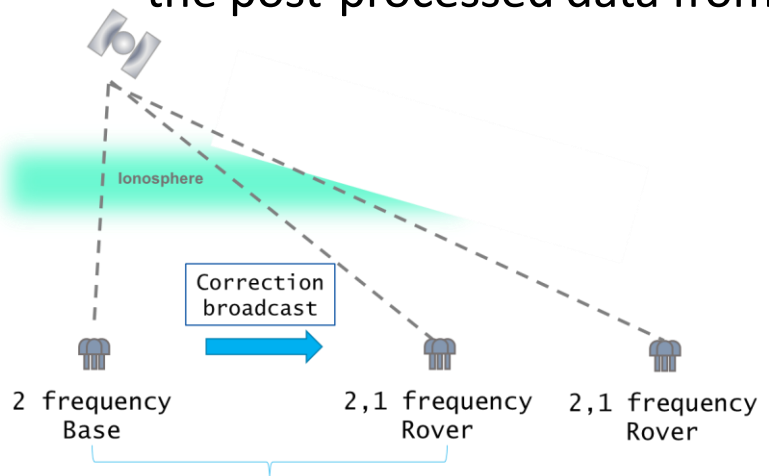 the post-processed data from
Ionosphere
Correction
broadcast
2 frequency
Base
2,1 frequency
Rover
2,1 frequency
Rover